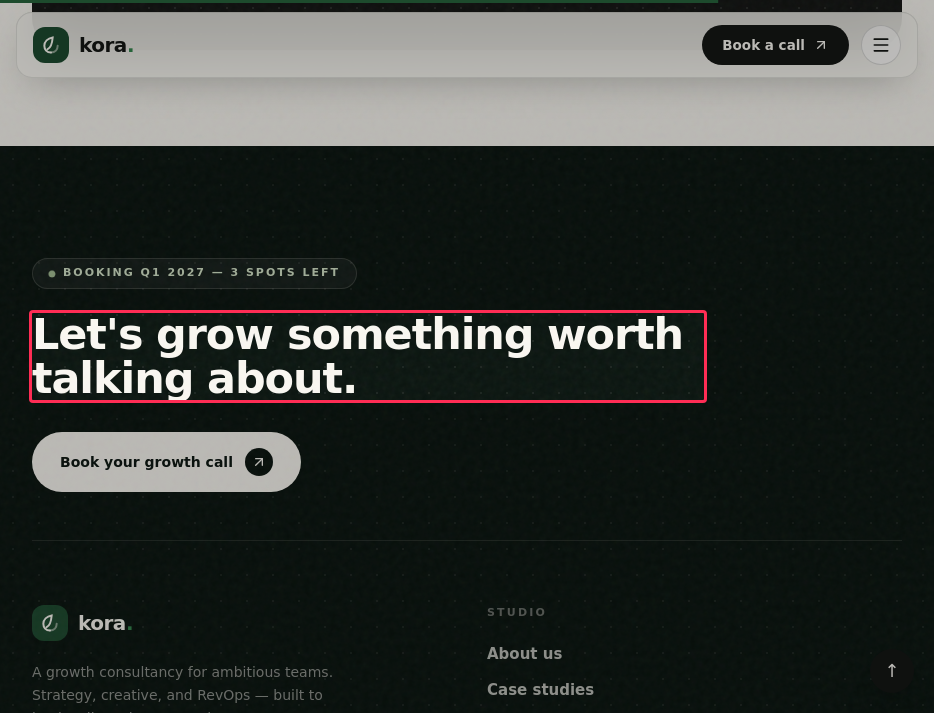 kora.
Book a call
BOOKING Q1 2027 — 3 SPOTS LEFT
Let's grow something worth
talking about.
Book your growth call
kora.
A growth consultancy for ambitious teams.
Strategy, creative, and RevOps — built to
STUDIO
About us
Case studies